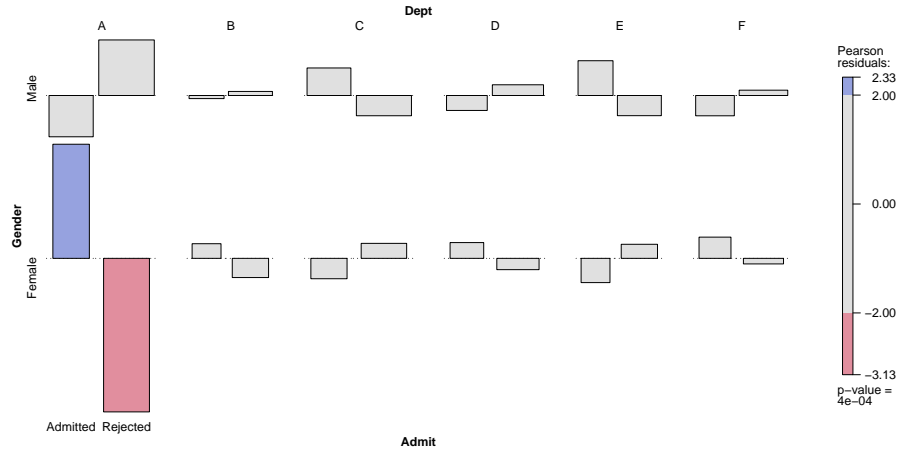 Dept
A B C D E F
Male
Female
Gender
Admitted Rejected
Admit
Pearson
residuals:
2.33
2.00
0.00
−2.00
−3.13
p−value =
4e−04